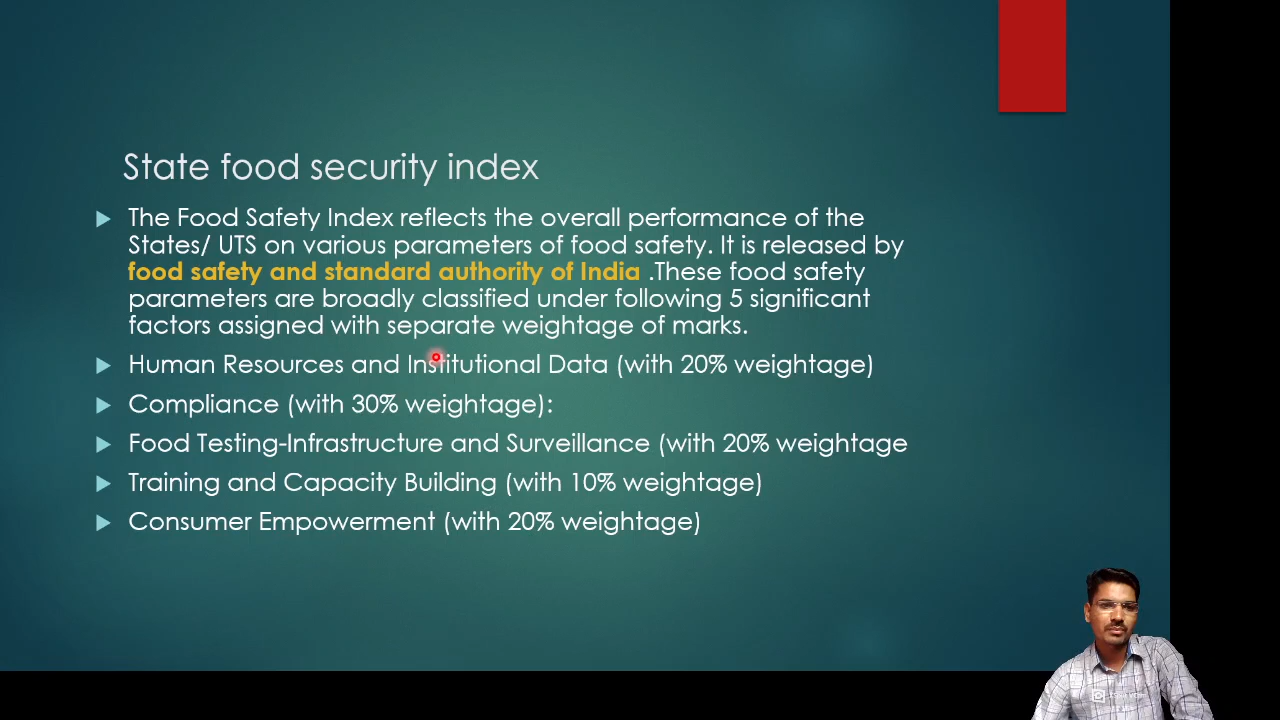 State food security index
The Food Safety Index reflects the overall performance of the
States/ UTS on various parameters of food safety. It is released by
food safety and standard authority of India .These food safety
parameters are broadly classified under following 5 significant
factors assigned with separate weightage of marks.
Human Resources and Institutional Data (with 20% weightage)
Compliance (with 30% weightage):
Food Testing-Infrastructure and Surveillance (with 20% weightage
Training and Capacity Building (with 10% weightage)
Consumer Empowerment (with 20% weightage)